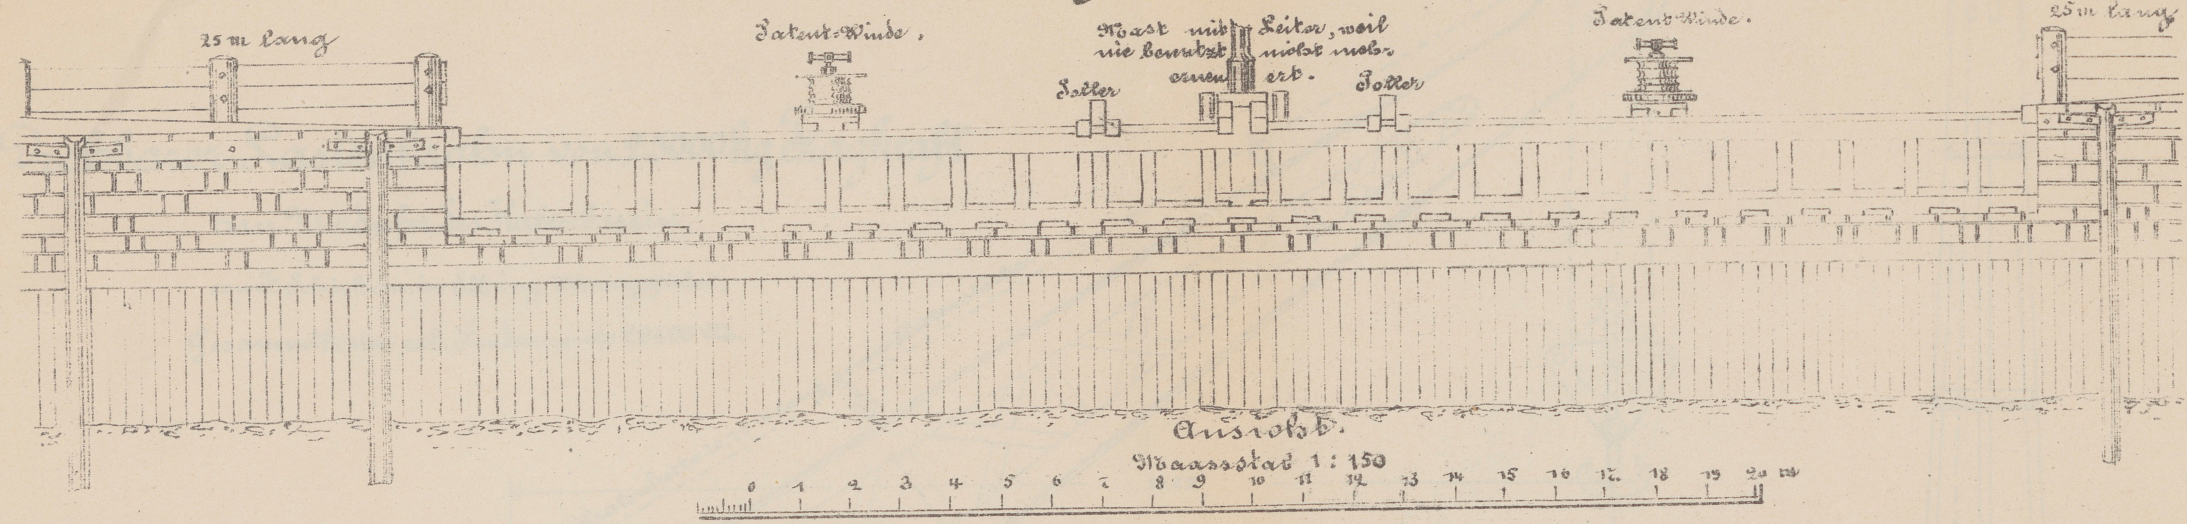 25 m lang
Patent-Winde.
Mast mit Leiter, weil
nie benutzt nicht mehr
erneuert.
Poller
Poller
Patent-Winde.
25 m lang
Ansicht.
Maassstab 1 : 150
0 1 2 3 4 5 6 7 8 9 10 11 12 13 14 15 16 17 18 19 20 m